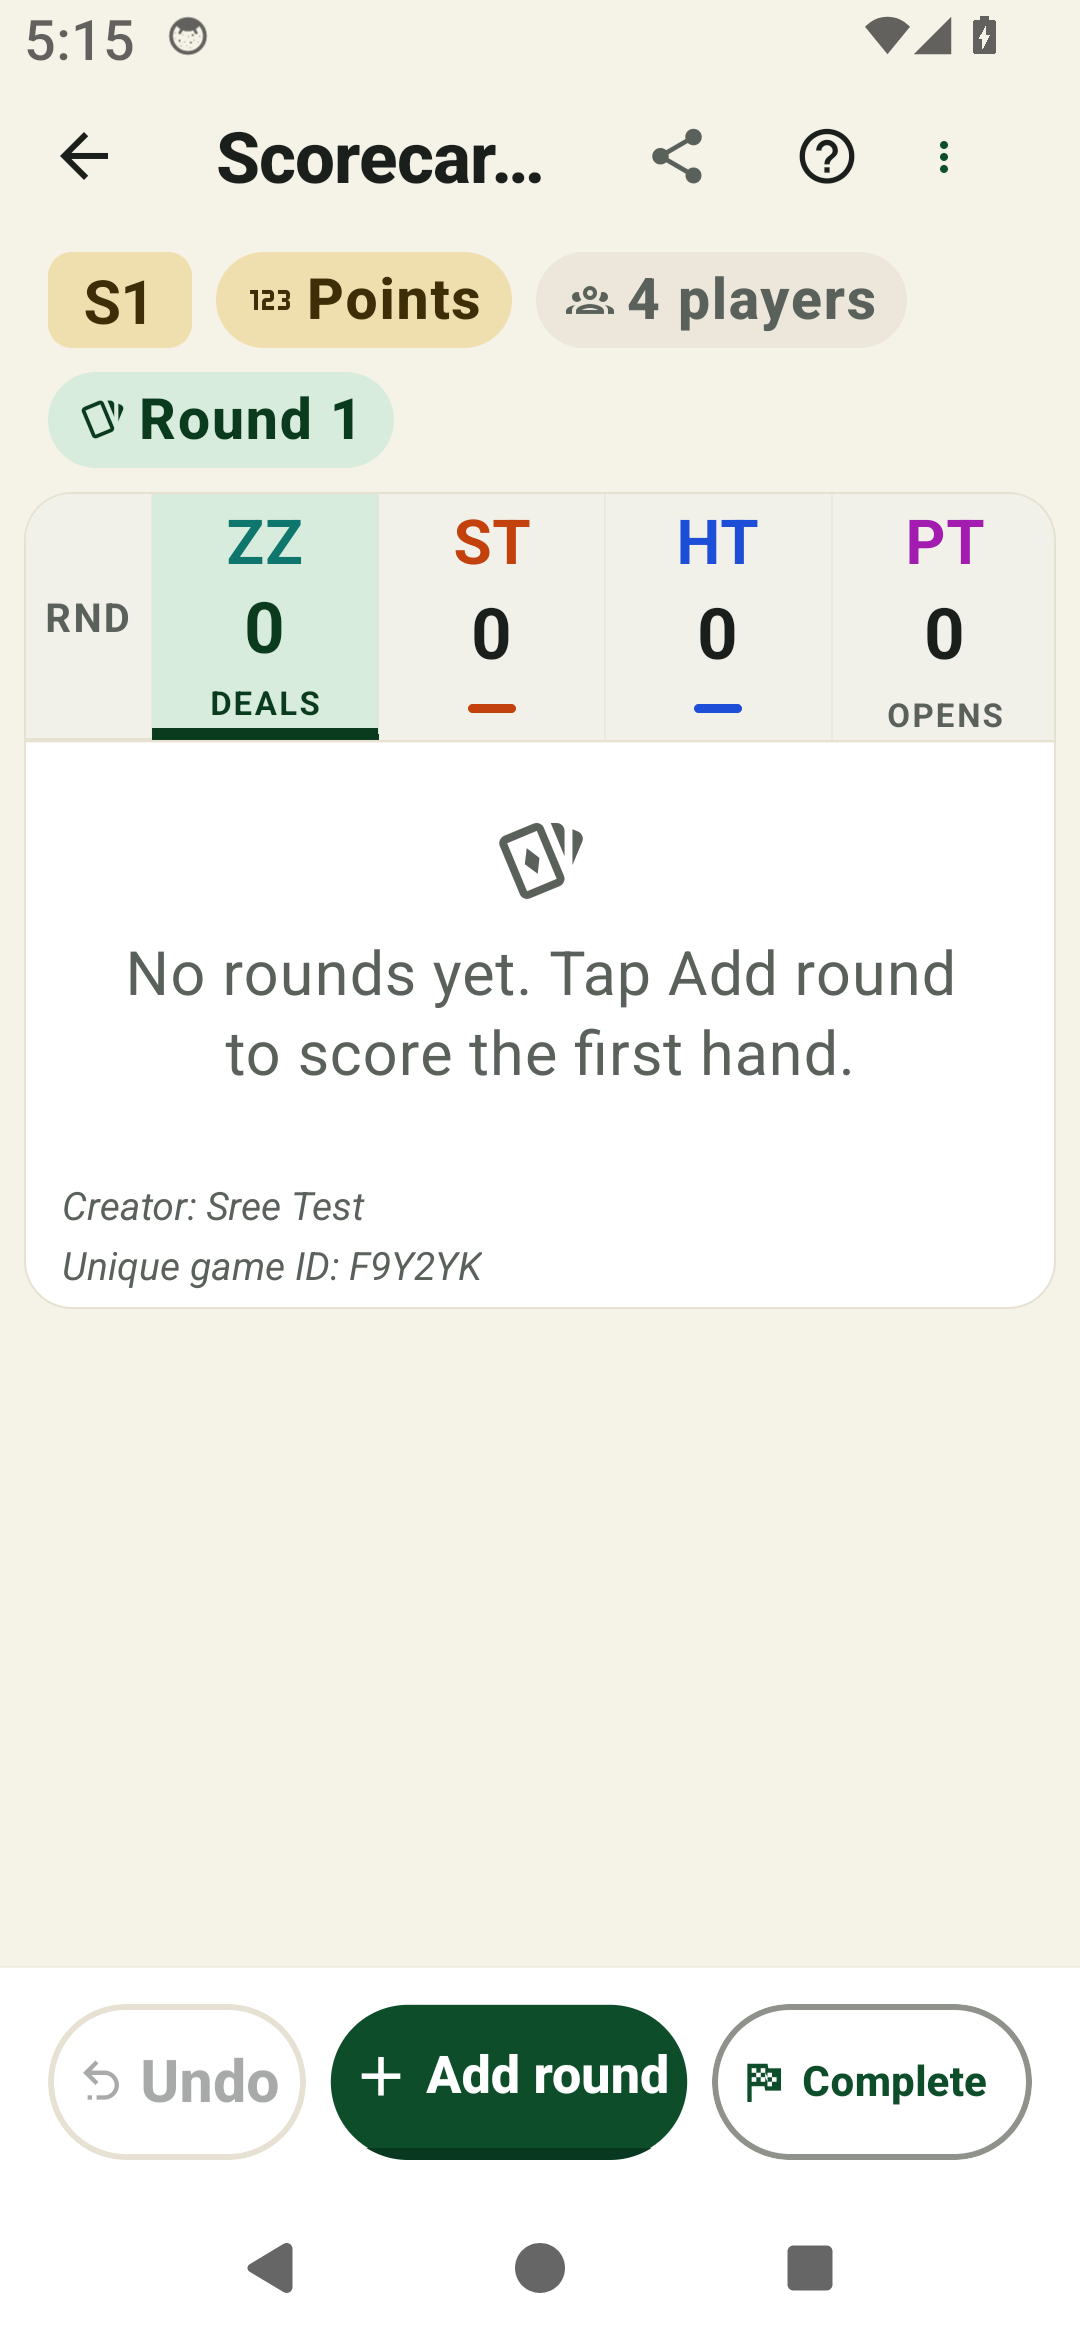 5:15
Scorecar...
S1
123 Points
4 players
Round 1
RND
ZZ
ST
HT
PT
0
0
0
0
DEALS
OPENS
No rounds yet. Tap Add round
to score the first hand.
Creator: Sree Test
Unique game ID: F9Y2YK
Undo
+ Add round
Complete